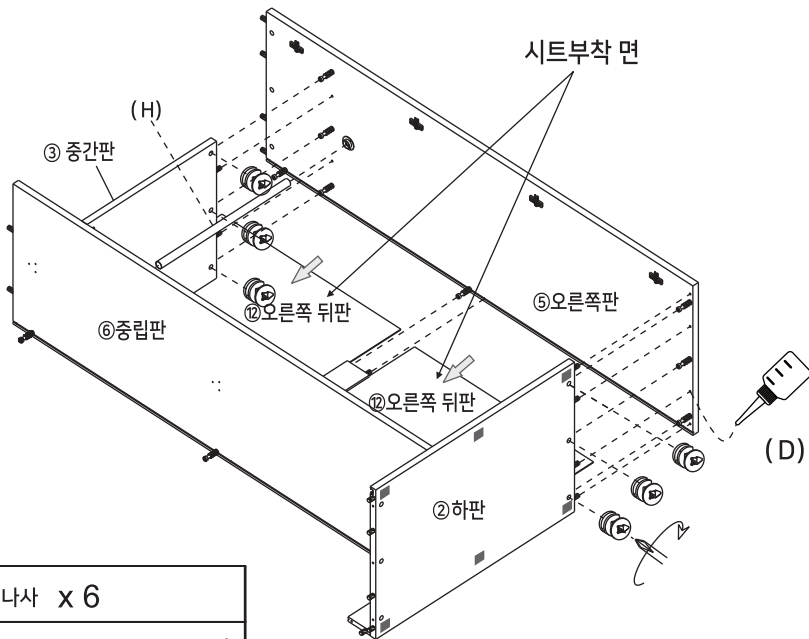 시트부착 면
(H)
③ 중간판
⑤오른쪽판
⑫오른쪽 뒤판
⑥중립판
⑫오른쪽 뒤판
(D)
②하판
나사 x 6